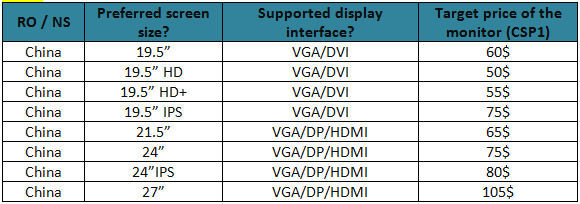 RO / NS Preferred screen size? Supported display interface? Target price of the monitor (CSP1)
China 19.5” VGA/DVI 60$
China 19.5” HD VGA/DVI 50$
China 19.5” HD+ VGA/DVI 55$
China 19.5” IPS VGA/DVI 75$
China 21.5” VGA/DP/HDMI 65$
China 24” VGA/DP/HDMI 75$
China 24”IPS VGA/DP/HDMI 80$
China 27” VGA/DP/HDMI 105$